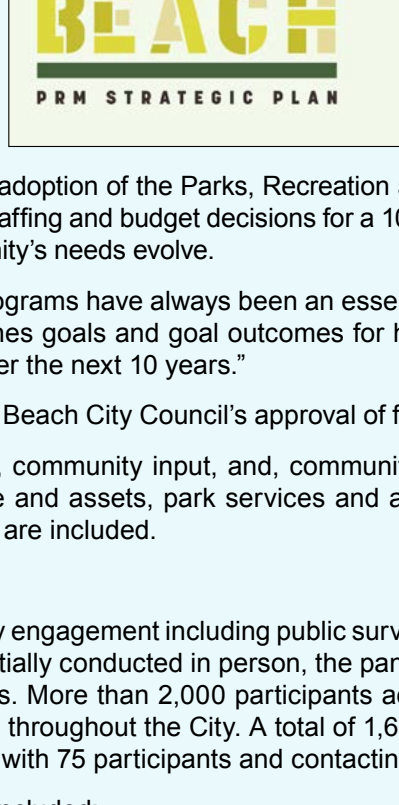 BEACH
PRM STRATEGIC PLAN
adoption of the Parks, Recreation
affing and budget decisions for a 10
ity's needs evolve.
ograms have always been an esse
nes goals and goal outcomes for h
er the next 10 years."
Beach City Council's approval of f
, community input, and, communit
e and assets, park services and a
are included.
y engagement including public surv
tially conducted in person, the pan
s. More than 2,000 participants ac
throughout the City. A total of 1,6
with 75 participants and contactin